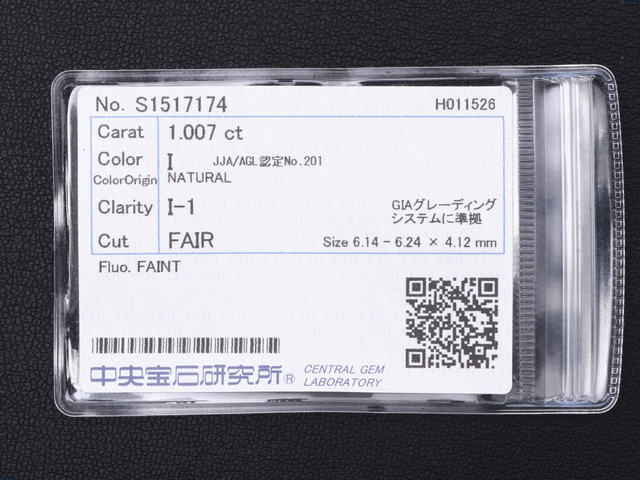 No. S1517174 H011526
Carat 1.007 ct
Color I JJA/AGL認定No.201
ColorOrigin NATURAL
Clarity I-1 GIAグレーディング
システムに準拠
Cut FAIR Size 6.14 - 6.24 × 4.12 mm
Fluo. FAINT
中央宝石研究所® CENTRAL GEM
LABORATORY